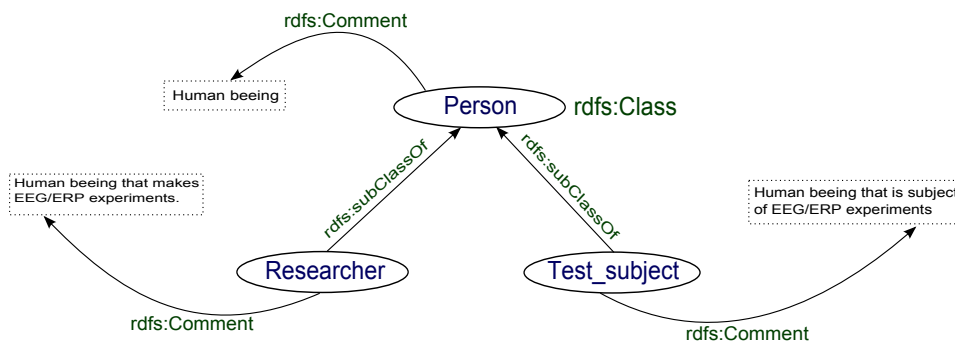 rdfs:Comment
Human beeing
Person
rdfs:Class
rdfs:subClassOf
rdfs:subClassOf
Human beeing that makes
EEG/ERP experiments.
Human beeing that is subject
of EEG/ERP experiments
Researcher
Test_subject
rdfs:Comment
rdfs:Comment